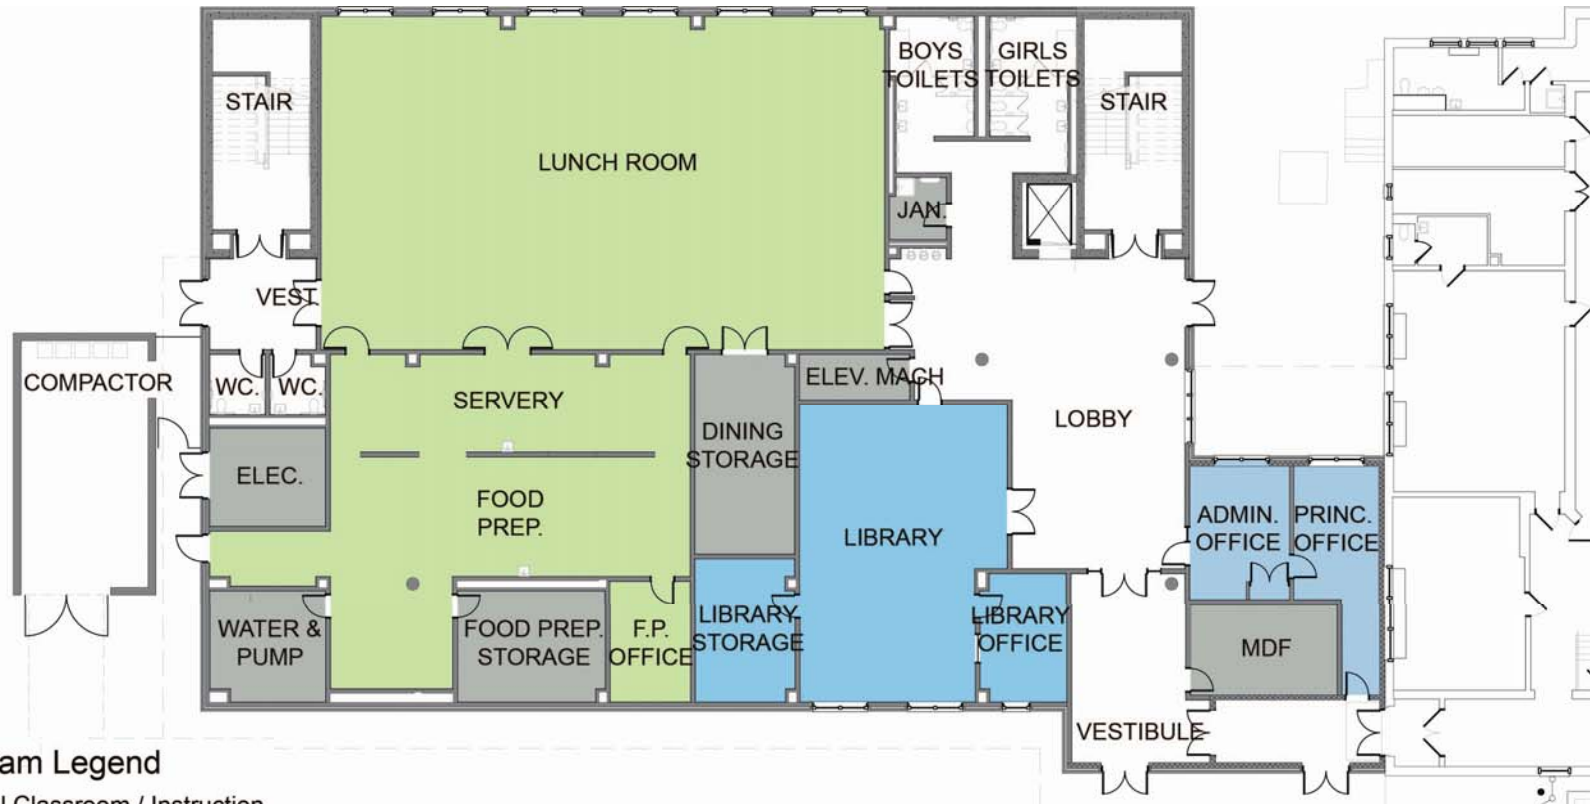 BOYS
TOILETS
GIRLS
TOILETS
STAIR
STAIR
LUNCH ROOM
JAN.
VEST.
COMPACTOR
WC.
WC.
SERVERY
ELEV. MACH
LOBBY
DINING
STORAGE
ELEC.
FOOD
PREP.
LIBRARY
ADMIN.
OFFICE
PRINC.
OFFICE
WATER &
PUMP
FOOD PREP.
STORAGE
F.P.
OFFICE
LIBRARY
STORAGE
LIBRARY
OFFICE
MDF
VESTIBULE
am Legend
l Classroom / Instruction